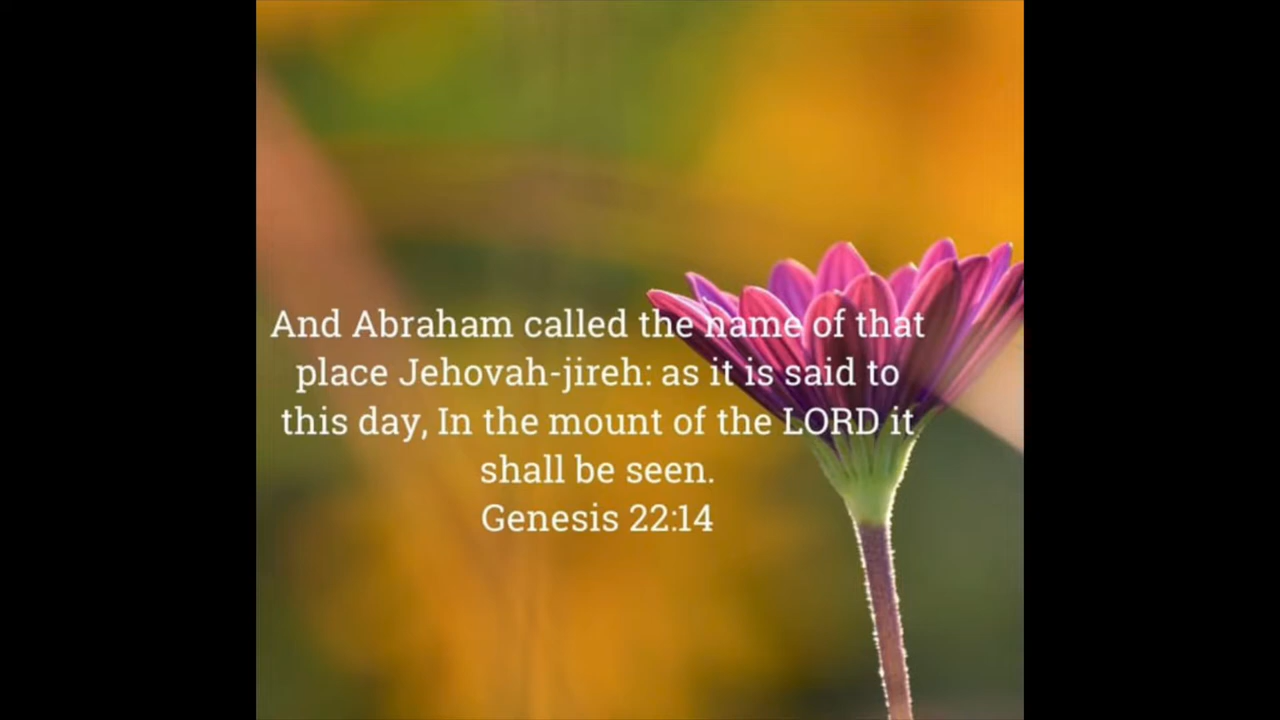 And Abraham called the name of that
place Jehovah-jireh: as it is said to
this day, In the mount of the LORD it
shall be seen.
Genesis 22:14